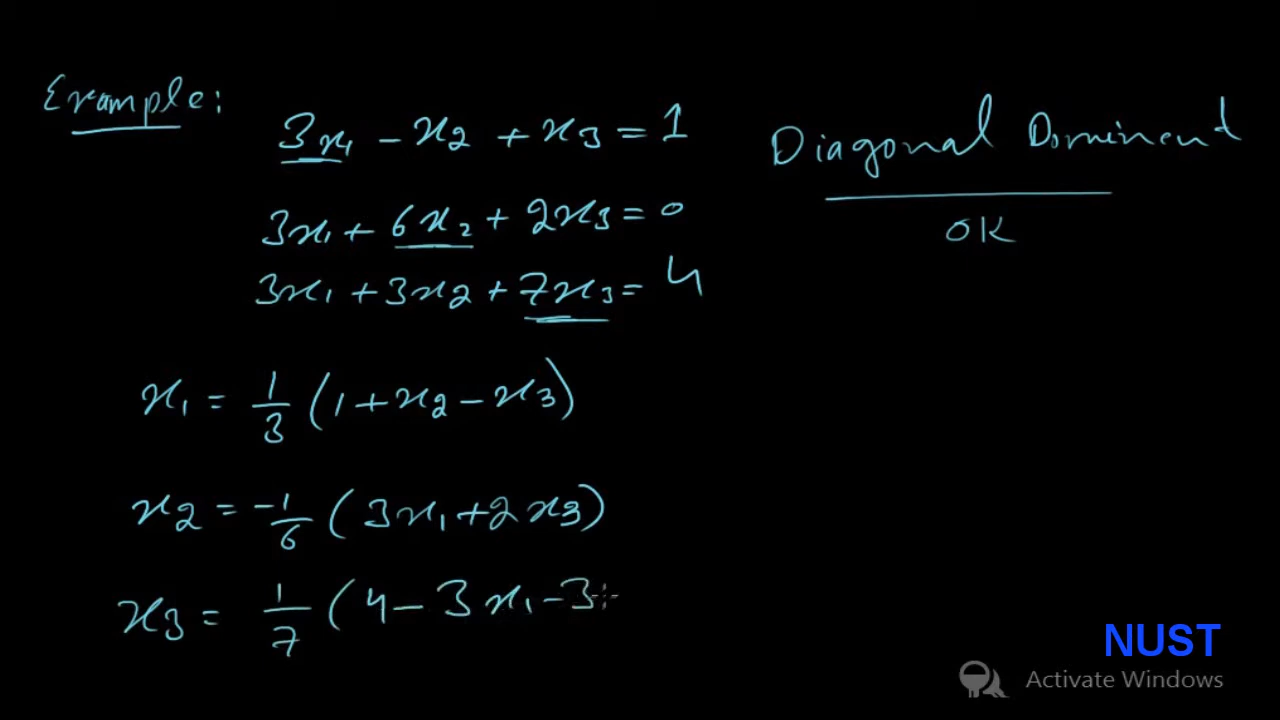 Example:
3x₁ - x₂ + x₃ = 1
Diagonal Dominent
3x₁ + 6x₂ + 2x₃ = 0
OK
3x₁ + 3x₂ + 7x₃ = 4
x₁ = 1/3 (1 + x₂ - x₃)
x₂ = -1/6 (3x₁ + 2x₃)
x₃ = 1/7 (4 - 3x₁ - 3
NUST
Activate Windows